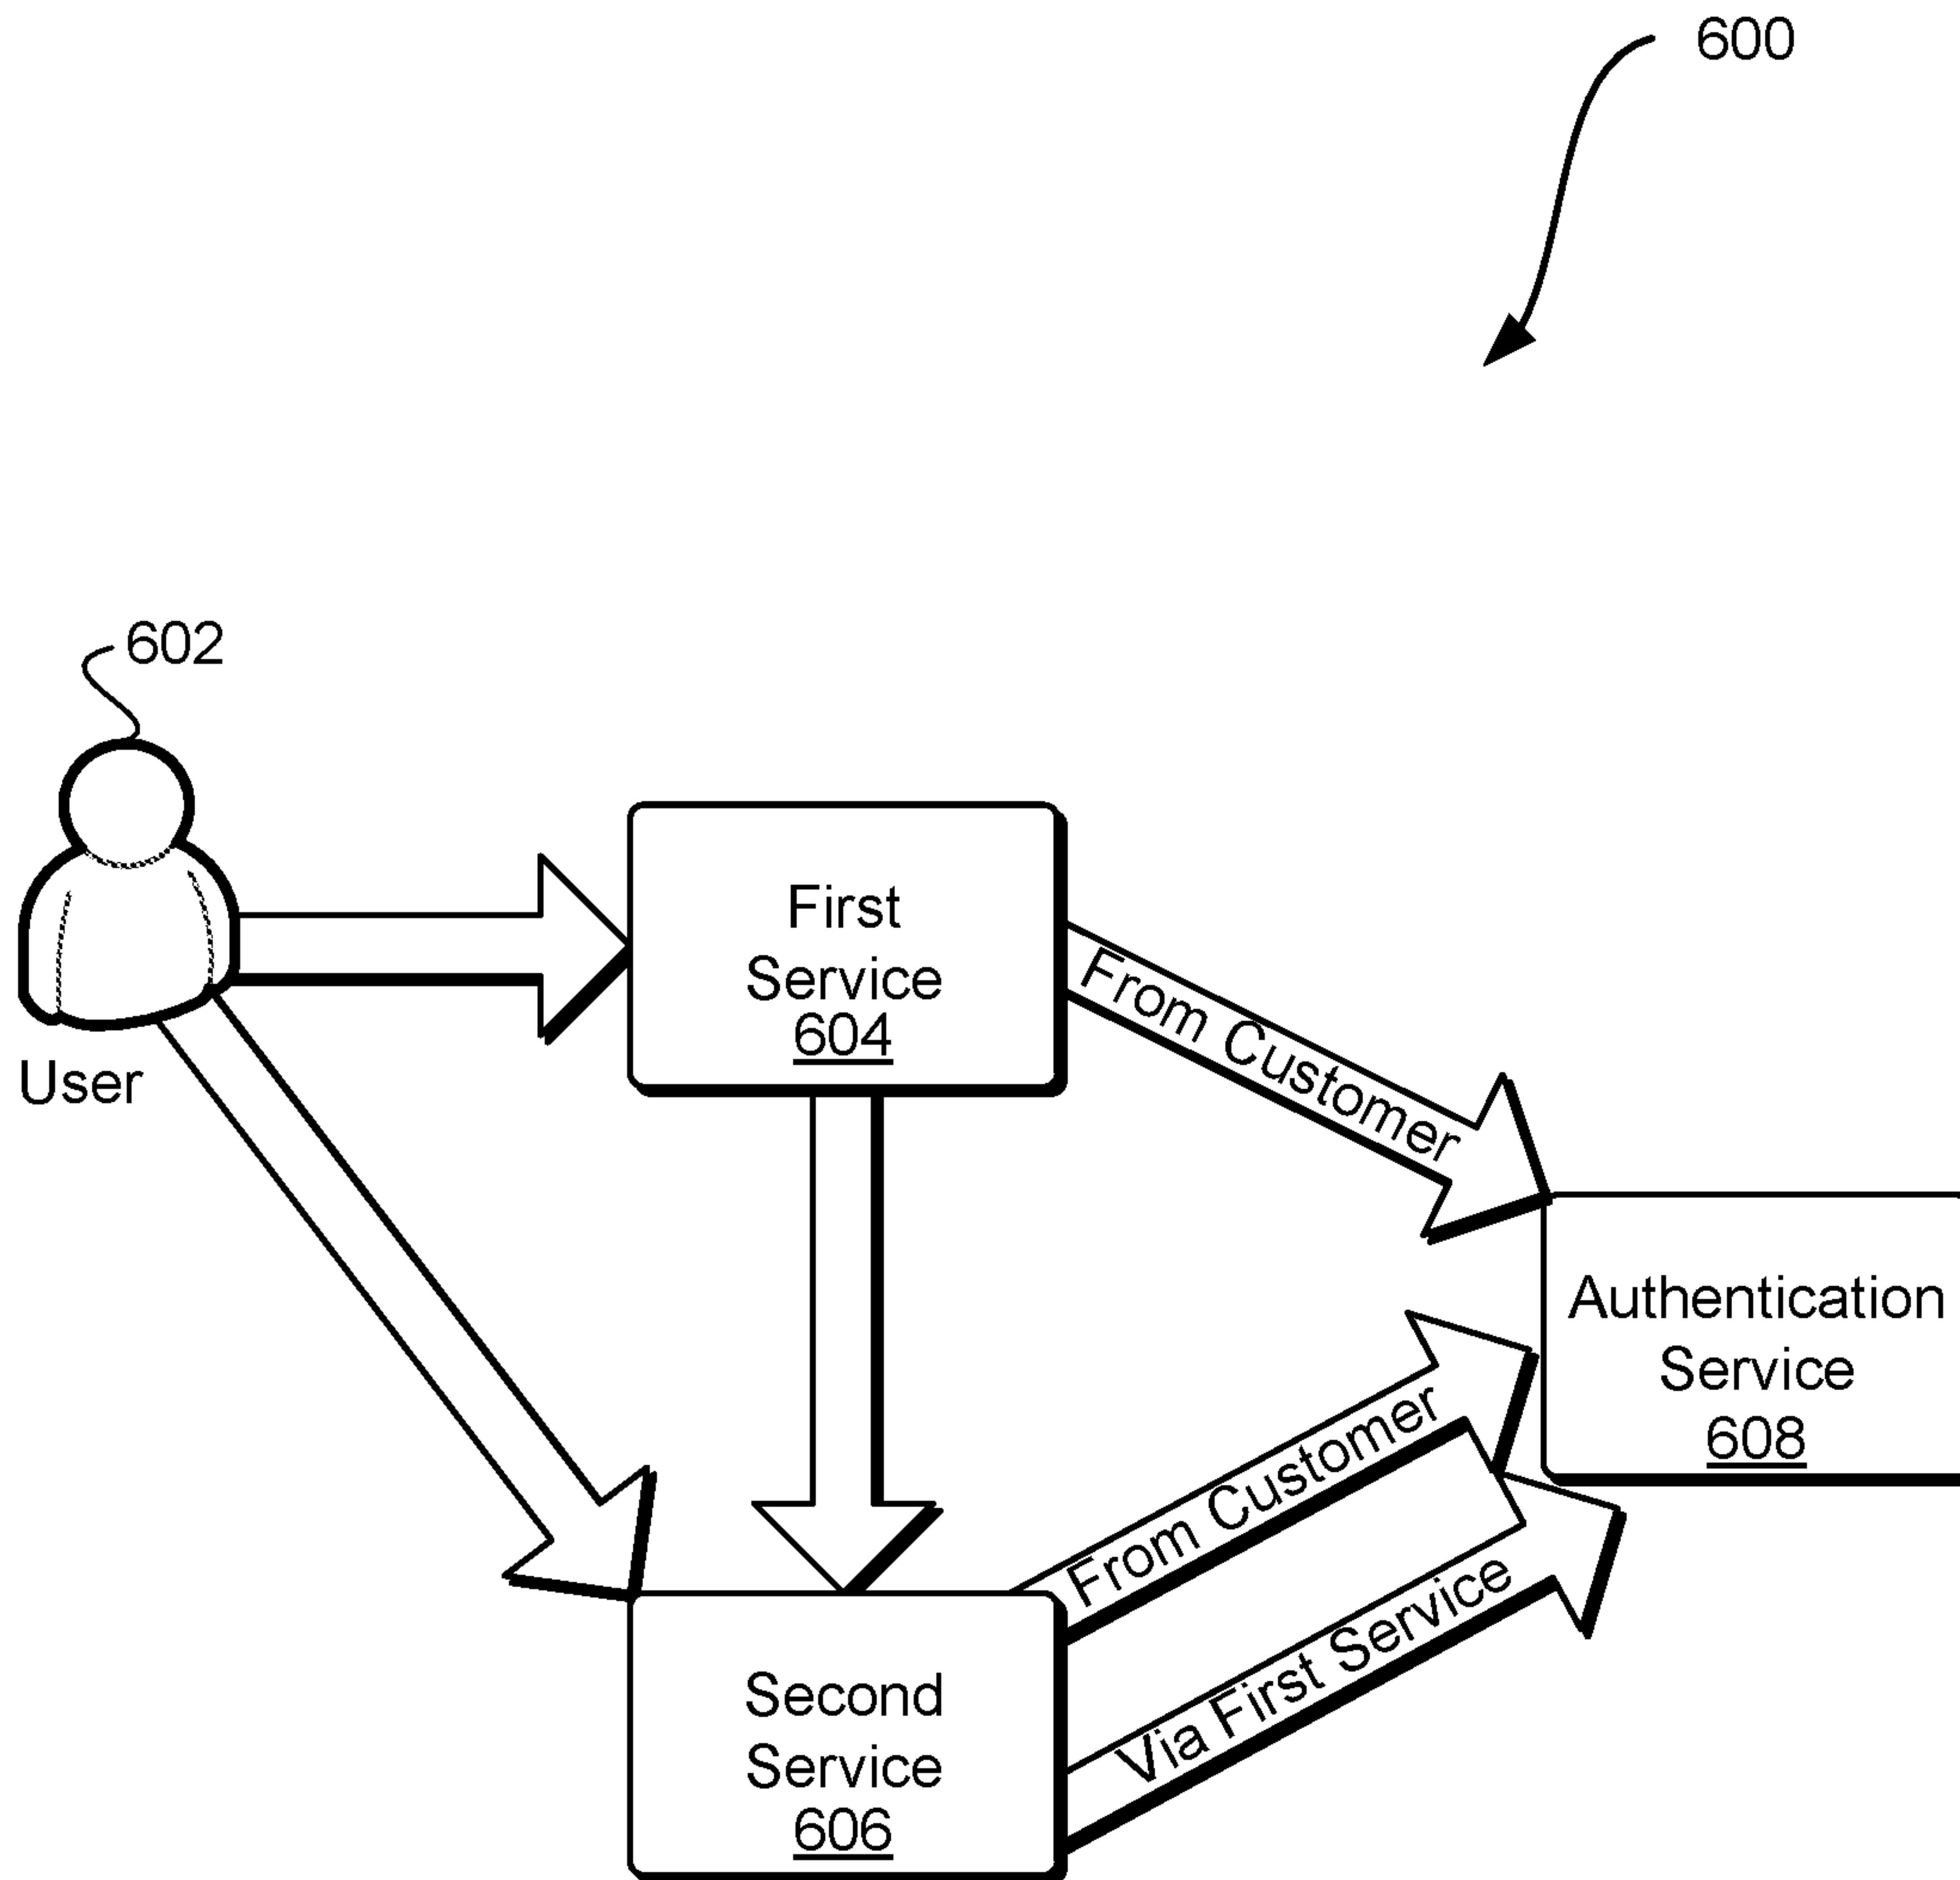 600
602
User
First
Service
604
From Customer
Authentication
Service
608
From Customer
Via First Service
Second
Service
606